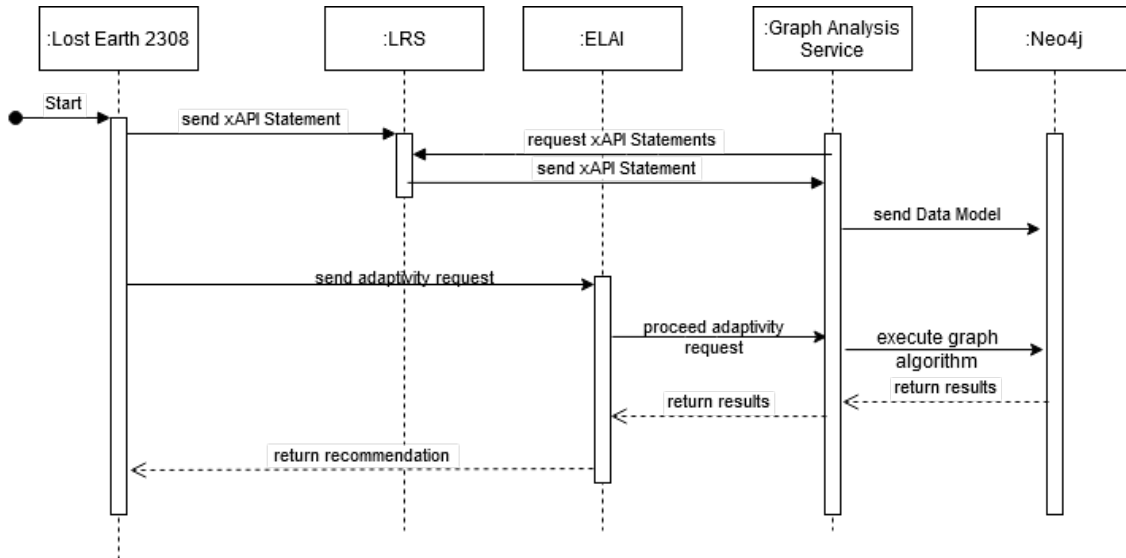 :Lost Earth 2308
:LRS
:ELAI
:Graph Analysis
Service
:Neo4j
Start
send xAPI Statement
request xAPI Statements
send xAPI Statement
send Data Model
send adaptivity request
proceed adaptivity
request
execute graph
algorithm
return results
return results
return recommendation